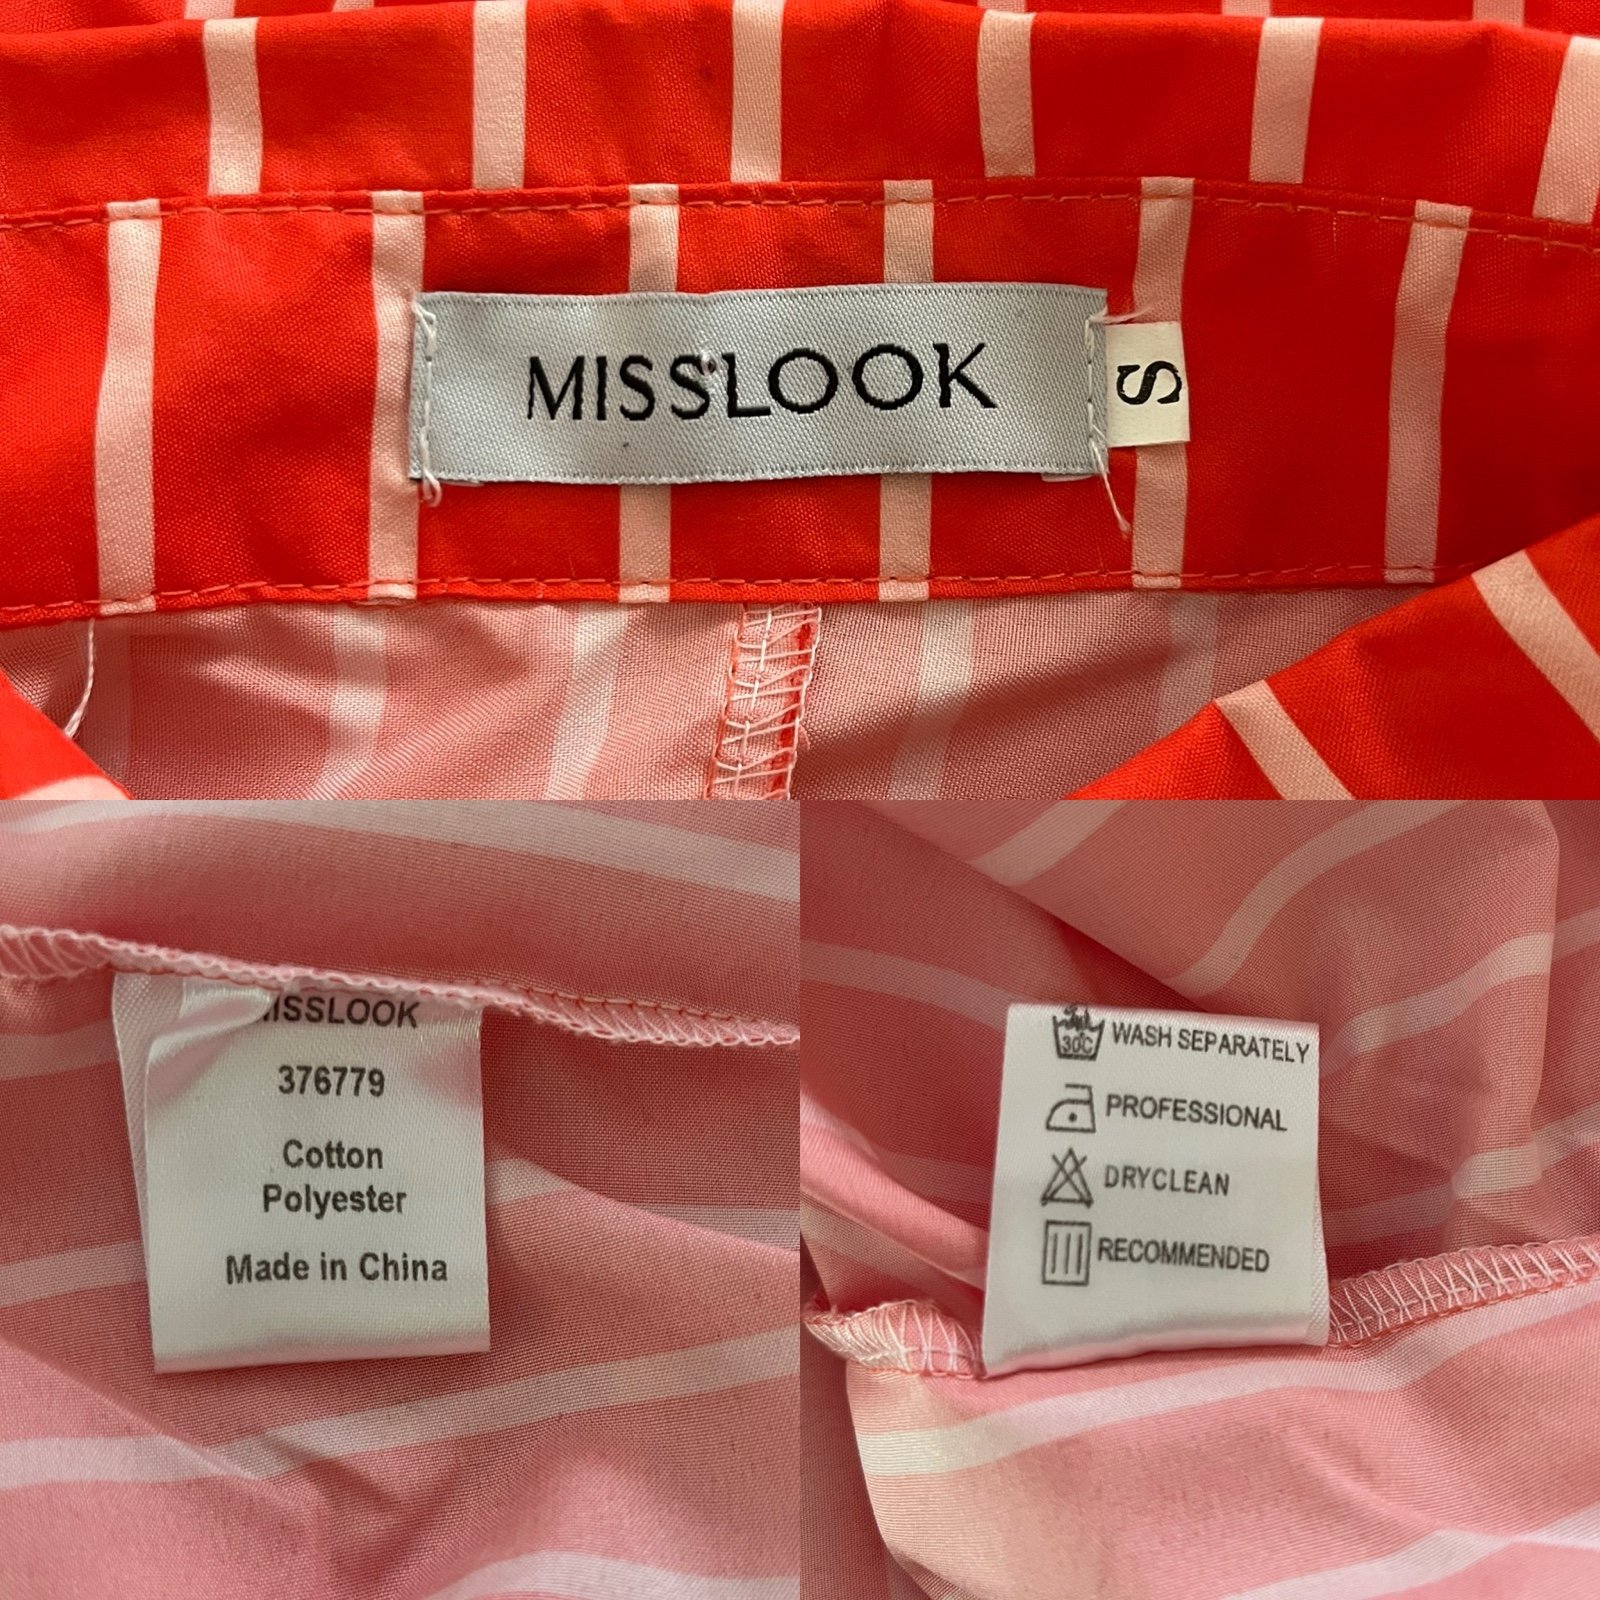 MISSLOOK
S
MISSLOOK
376779
Cotton
Polyester
Made in China
30C WASH SEPARATELY
PROFESSIONAL
DRYCLEAN
RECOMMENDED